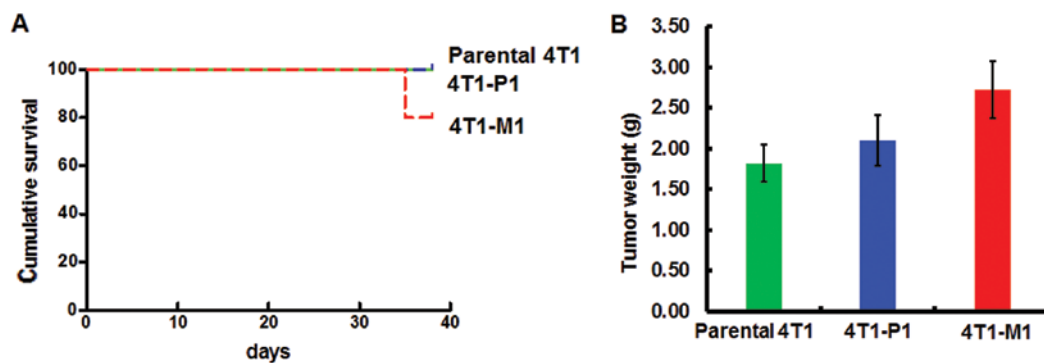 A
Cumulative survival
100
80
60
40
20
0
0 10 20 30 40
days
Parental 4T1
4T1-P1
4T1-M1
B
Tumor weight (g)
3.50
3.00
2.50
2.00
1.50
1.00
0.50
0.00
Parental 4T1 4T1-P1 4T1-M1